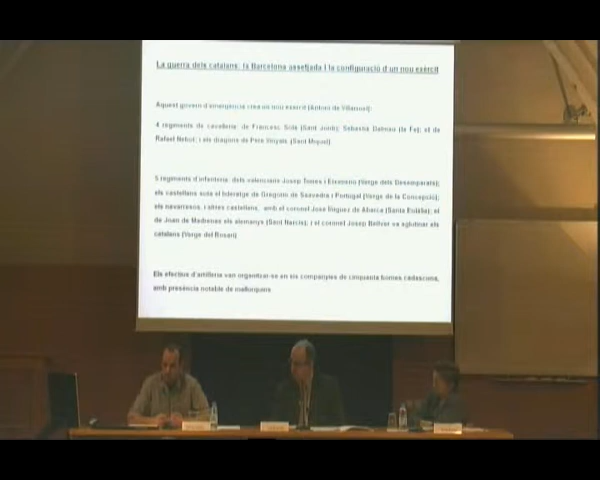 La guerra dels catalans: la Barcelona assetjada i la configuració d'un nou exèrcit
Aquest govern d'emergència crea un nou exèrcit (Antoni de Villarroel):
4 regiments de cavalleria: de Francesc Solà (Sant Jordi); Sebastià Dalmau (la Fe); el de
Rafael Nebot; i els dragons de Pere Vinyals (Sant Miquel)
5 regiments d'infanteria: dels valencians Josep Torres i Eiximeno (Verge dels Desemparats);
els castellans sota el lideratge de Gregorio de Saavedra i Portugal (Verge de la Concepció);
els navarresos, i altres castellans, amb el coronel José Íñiguez de Abarca (Santa Eulàlia); el
de Joan de Madrenas els alemanys (Sant Narcís); i el coronel Josep Bellver va aglutinar els
catalans (Verge del Roser)
Els efectius d'artilleria van organitzar-se en sis companyies de cinquanta homes cadascuna,
amb presència notable de mallorquins